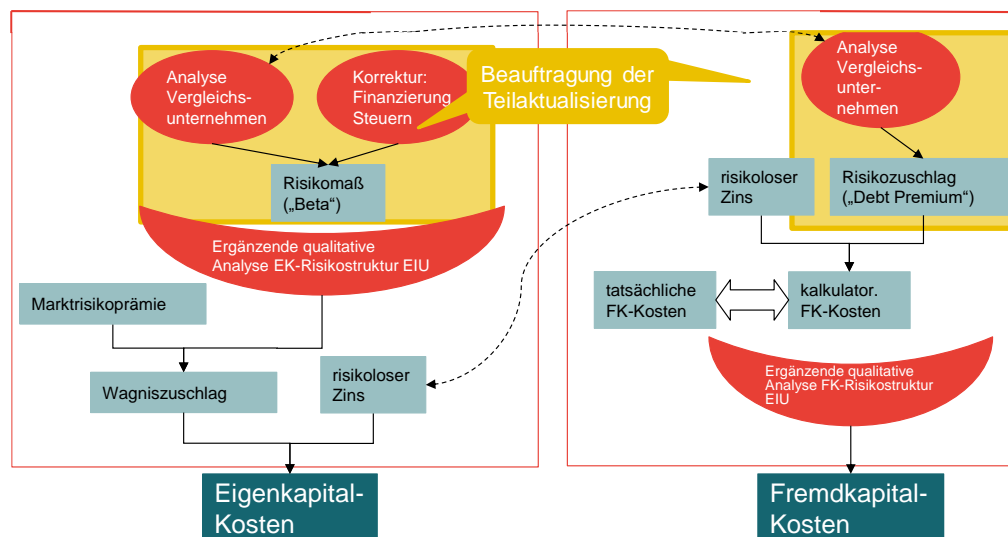 Analyse
Vergleichs-
unternehmen
Korrektur:
Finanzierung
Steuern
Beauftragung der
Teilaktualisierung
Risikomaß
(„Beta“)
Ergänzende qualitative
Analyse EK-Risikostruktur EIU
Marktrisikoprämie
Wagniszuschlag
risikoloser
Zins
Eigenkapital-
Kosten
Analyse
Vergleichs-
unter-
nehmen
risikoloser
Zins
Risikozuschlag
(„Debt Premium“)
tatsächliche
FK-Kosten
kalkulator.
FK-Kosten
Ergänzende qualitative
Analyse FK-Risikostruktur
EIU
Fremdkapital-
Kosten